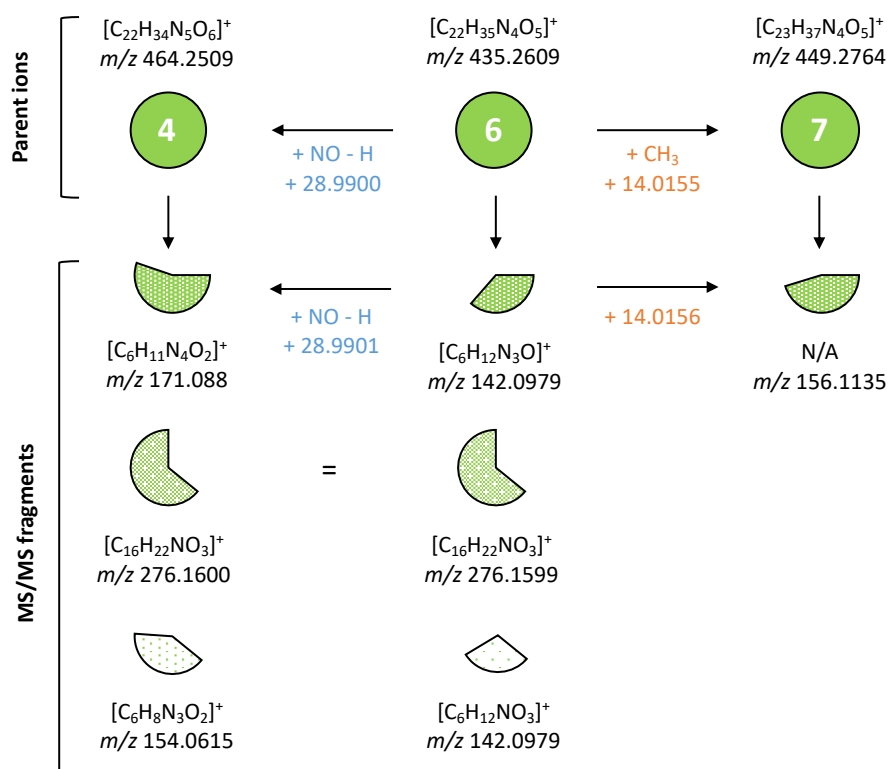 Parent ions
[C₂₂H₃₄N₅O₆]⁺
m/z 464.2509
[C₂₂H₃₅N₄O₅]⁺
m/z 435.2609
[C₂₃H₃₇N₄O₅]⁺
m/z 449.2764
4
6
7
+ NO - H
+ 28.9900
+ CH₃
+ 14.0155
MS/MS fragments
+ NO - H
+ 28.9901
+ 14.0156
[C₆H₁₁N₄O₂]⁺
m/z 171.088
[C₆H₁₂N₃O]⁺
m/z 142.0979
N/A
m/z 156.1135
=
[C₁₆H₂₂NO₃]⁺
m/z 276.1600
[C₁₆H₂₂NO₃]⁺
m/z 276.1599
[C₆H₈N₃O₂]⁺
m/z 154.0615
[C₆H₁₂NO₃]⁺
m/z 142.0979